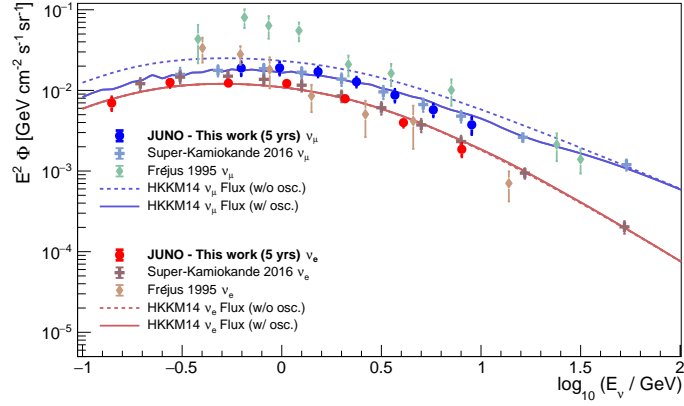 E² Φ [GeV cm⁻² s⁻¹ sr⁻¹]
10⁻¹
10⁻²
10⁻³
10⁻⁴
10⁻⁵
JUNO - This work (5 yrs) ν_μ
Super-Kamiokande 2016 ν_μ
Fréjus 1995 ν_μ
HKKM14 ν_μ Flux (w/o osc.)
HKKM14 ν_μ Flux (w/ osc.)
JUNO - This work (5 yrs) ν_e
Super-Kamiokande 2016 ν_e
Fréjus 1995 ν_e
HKKM14 ν_e Flux (w/o osc.)
HKKM14 ν_e Flux (w/ osc.)
−1 −0.5 0 0.5 1 1.5 2
log₁₀ (E_ν / GeV)